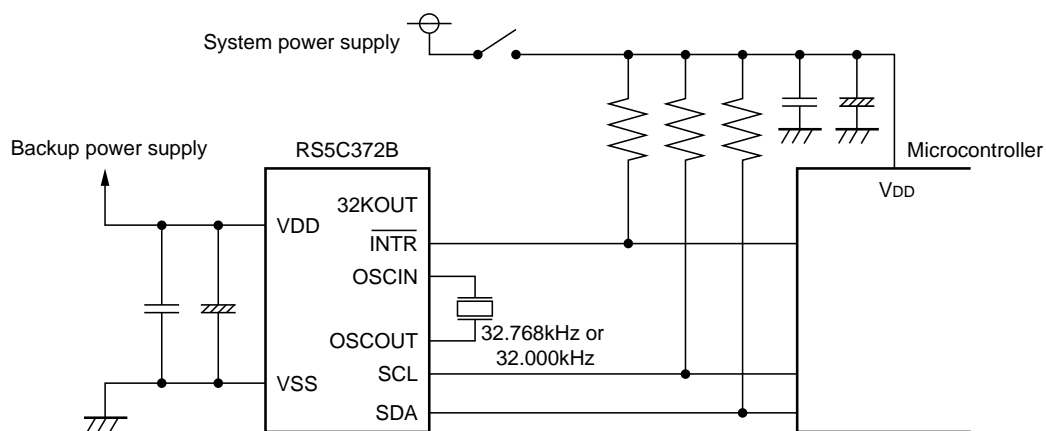 System power supply
Backup power supply
RS5C372B
Microcontroller
VDD
32KOUT
VDD
INTR
OSCIN
32.768kHz or
32.000kHz
OSCOUT
SCL
VSS
SDA